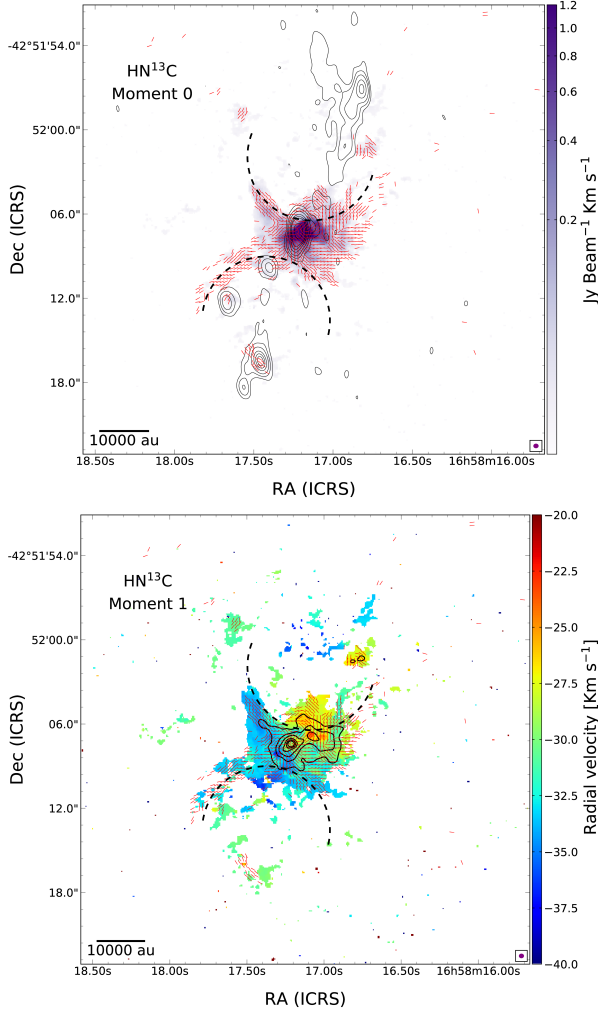 HN¹³C
Moment 0
-42°51'54.0"
52'00.0"
06.0"
12.0"
18.0"
Dec (ICRS)
10000 au
18.50s 18.00s 17.50s 17.00s 16.50s 16h58m16.00s
RA (ICRS)
1.2
1.0
0.8
0.6
0.4
0.2
Jy Beam⁻¹ Km s⁻¹
HN¹³C
Moment 1
-42°51'54.0"
52'00.0"
06.0"
12.0"
18.0"
Dec (ICRS)
10000 au
18.50s 18.00s 17.50s 17.00s 16.50s 16h58m16.00s
RA (ICRS)
−20.0
−22.5
−25.0
−27.5
−30.0
−32.5
−35.0
−37.5
−40.0
Radial velocity [Km s⁻¹]